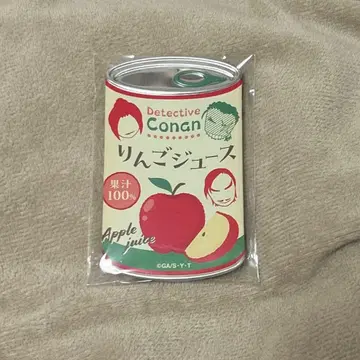 Detective
Conan
りんごジュース
果汁
100%
Apple
juice
©GA/S・Y・T